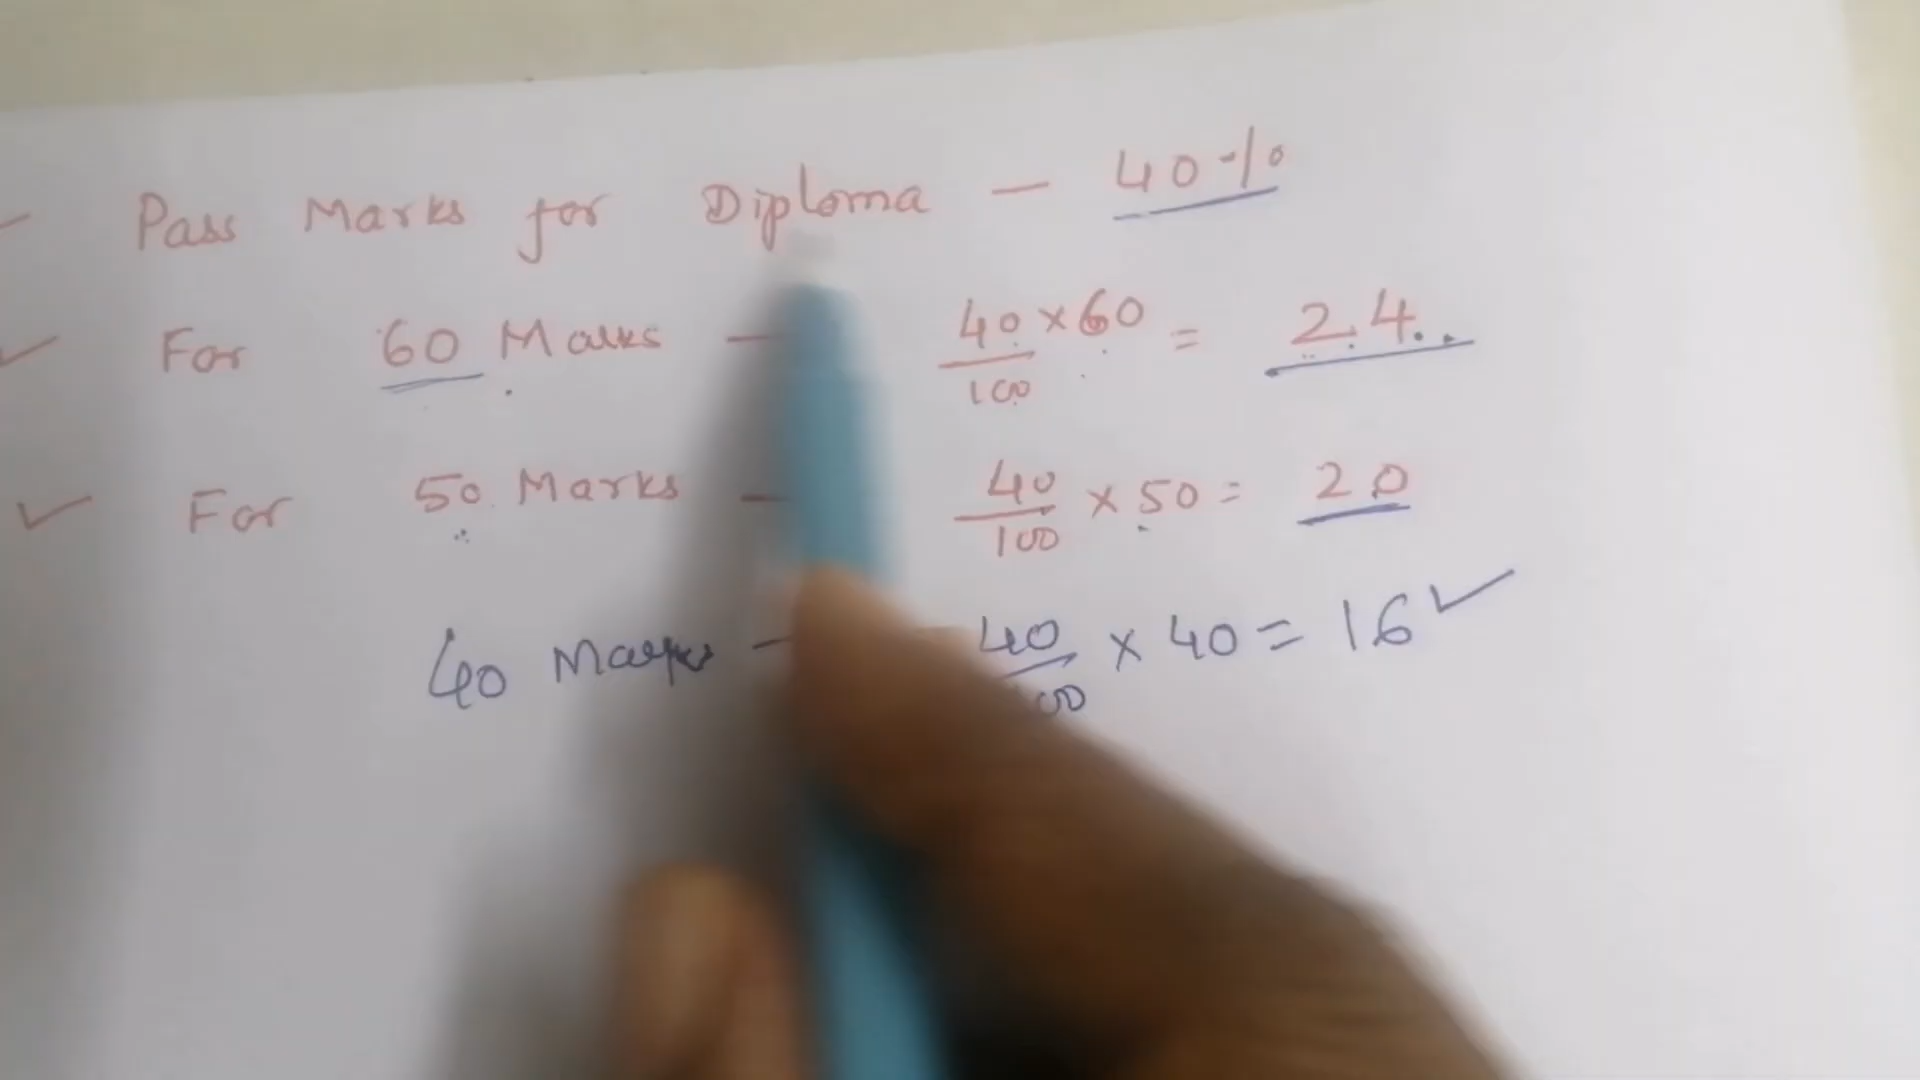 Pass Marks for Diploma - 40%
For 60 Marks - 40/100 × 60 = 24
For 50 Marks - 40/100 × 50 = 20
40 Marks - 40/100 × 40 = 16 ✓